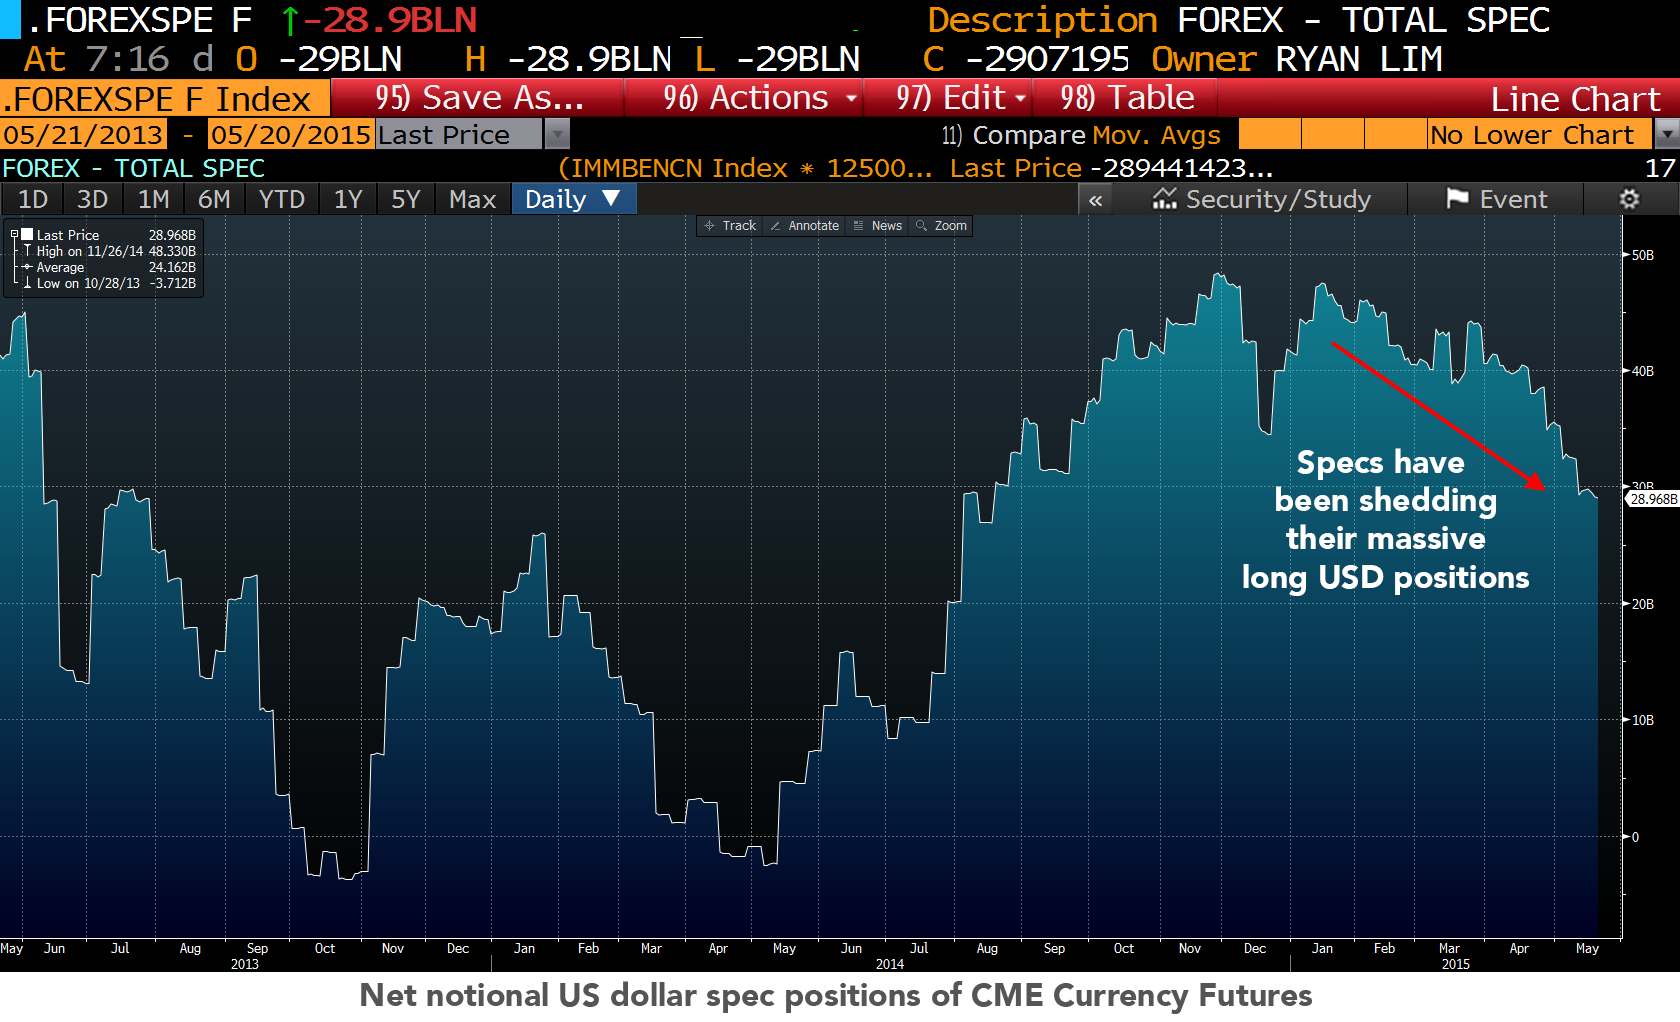 .FOREXSPE F ↑-28.9BLN Description FOREX - TOTAL SPEC
At 7:16 d O -29BLN H -28.9BLN L -29BLN C -2907195 Owner RYAN LIM
.FOREXSPE F Index 95) Save As... 96) Actions 97) Edit 98) Table Line Chart
05/21/2013 - 05/20/2015 Last Price 11) Compare Mov. Avgs No Lower Chart
FOREX - TOTAL SPEC (IMMBENCN Index * 12500... Last Price -289441423... 17
1D 3D 1M 6M YTD 1Y 5Y Max Daily ▼ « Security/Study Event
Track Annotate News Zoom
Last Price 28.968B
High on 11/26/14 48.330B
Average 24.162B
Low on 10/28/13 -3.712B
50B
40B
30B
28.968B
20B
10B
0
Specs have
been shedding
their massive
long USD positions
May Jun Jul Aug Sep Oct Nov Dec Jan Feb Mar Apr May Jun Jul Aug Sep Oct Nov Dec Jan Feb Mar Apr May
2013 2014 2015
Net notional US dollar spec positions of CME Currency Futures